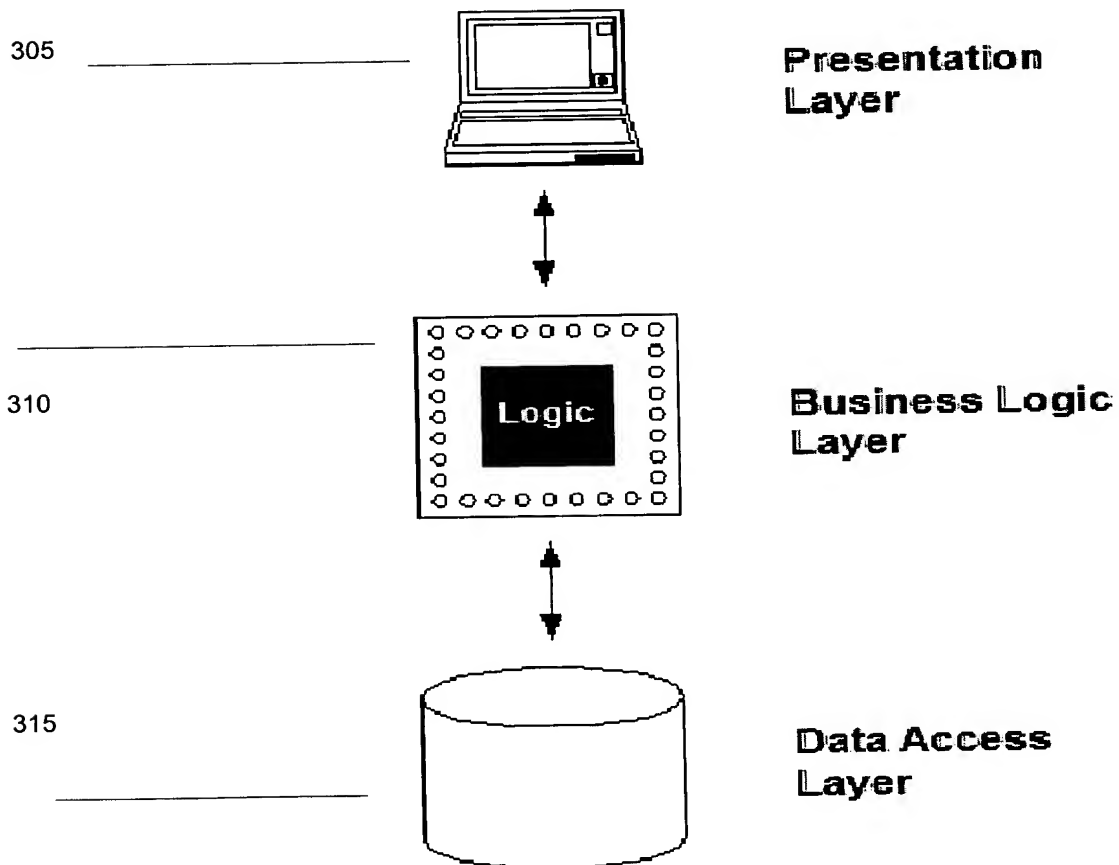 305
Presentation
Layer
310
Logic
Business Logic
Layer
315
Data Access
Layer